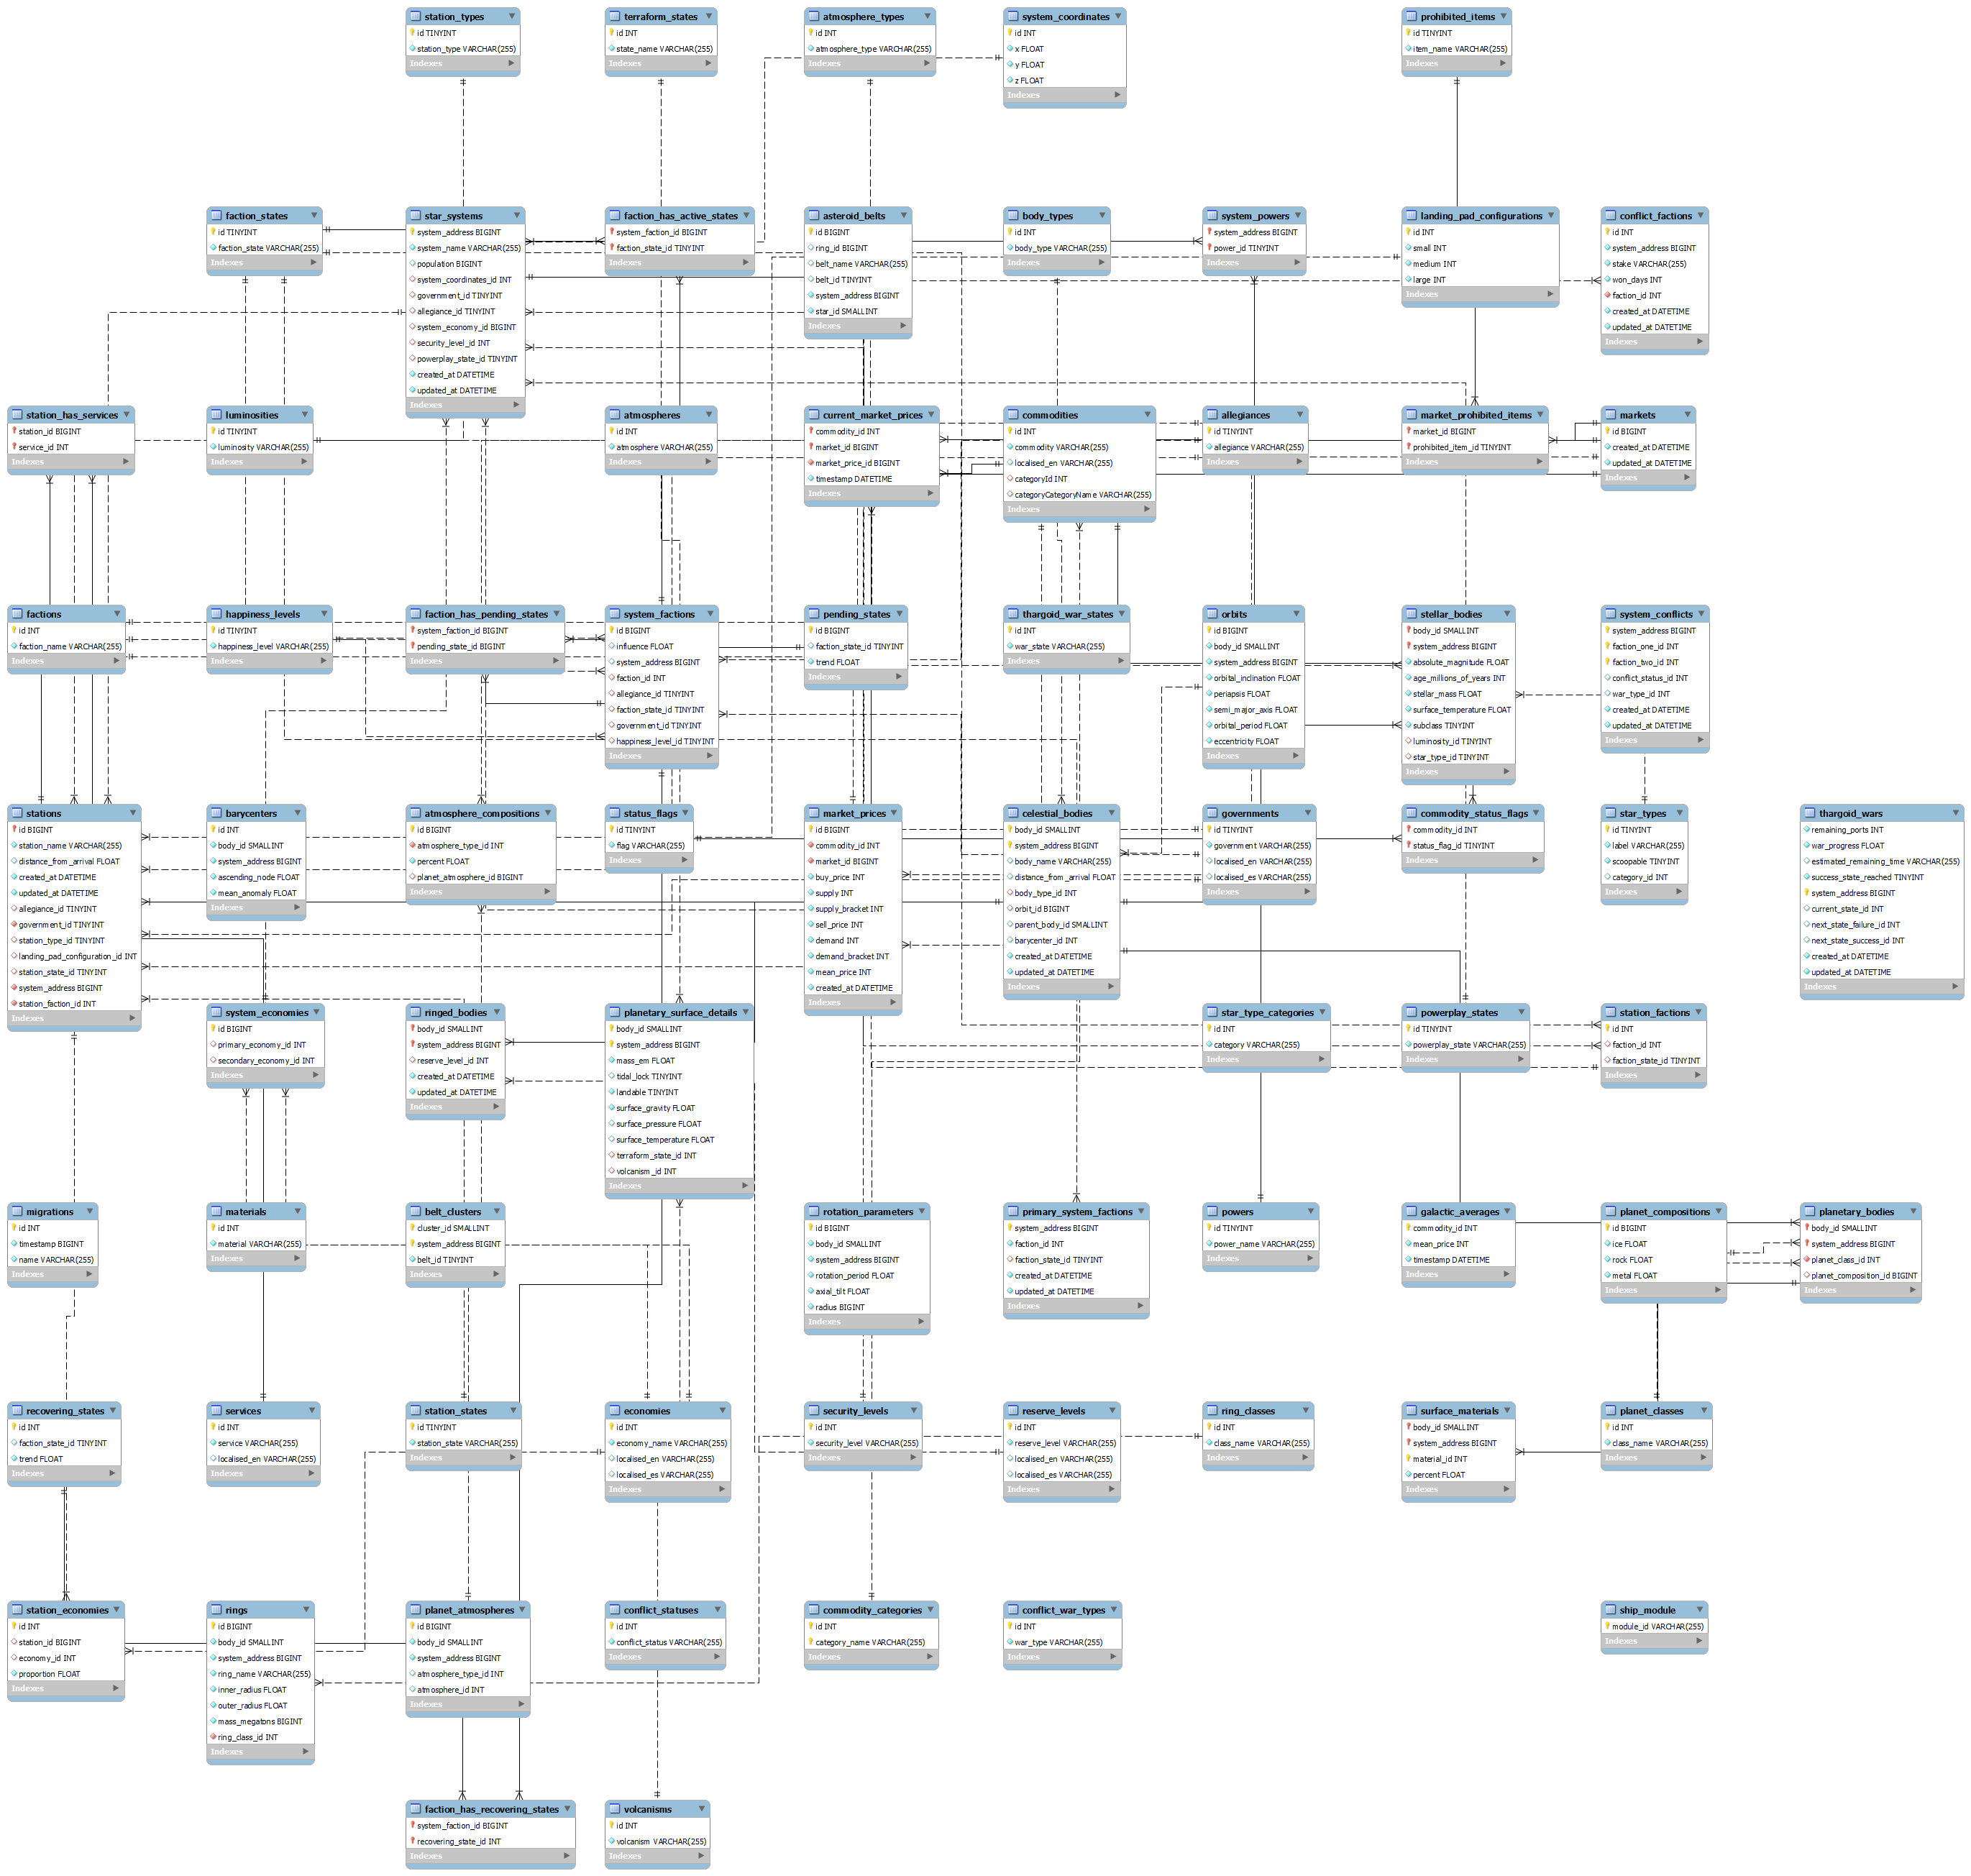 station_types
id TINYINT
station_type VARCHAR(255)
Indexes
terraform_states
id INT
state_name VARCHAR(255)
Indexes
atmosphere_types
id INT
atmosphere_type VARCHAR(255)
Indexes
system_coordinates
id INT
x FLOAT
y FLOAT
z FLOAT
Indexes
prohibited_items
id TINYINT
item_name VARCHAR(255)
Indexes
faction_states
id TINYINT
faction_state VARCHAR(255)
Indexes
star_systems
system_address BIGINT
system_name VARCHAR(255)
population BIGINT
system_coordinates_id INT
government_id TINYINT
allegiance_id TINYINT
system_economy_id BIGINT
security_level_id INT
powerplay_state_id TINYINT
created_at DATETIME
updated_at DATETIME
Indexes
faction_has_active_states
system_faction_id BIGINT
faction_state_id TINYINT
Indexes
asteroid_belts
id BIGINT
ring_id BIGINT
belt_name VARCHAR(255)
belt_id TINYINT
system_address BIGINT
star_id SMALLINT
Indexes
body_types
id INT
body_type VARCHAR(255)
Indexes
system_powers
system_address BIGINT
power_id TINYINT
Indexes
landing_pad_configurations
id INT
small INT
medium INT
large INT
Indexes
conflict_factions
id INT
system_address BIGINT
stake VARCHAR(255)
won_days INT
faction_id INT
created_at DATETIME
updated_at DATETIME
Indexes
station_has_services
station_id BIGINT
service_id INT
Indexes
luminosities
id TINYINT
luminosity VARCHAR(255)
Indexes
atmospheres
id INT
atmosphere VARCHAR(255)
Indexes
current_market_prices
commodity_id INT
market_id BIGINT
market_price_id BIGINT
timestamp DATETIME
Indexes
commodities
id INT
commodity VARCHAR(255)
localised_en VARCHAR(255)
categoryId INT
categoryCategoryName VARCHAR(255)
Indexes
allegiances
id TINYINT
allegiance VARCHAR(255)
Indexes
market_prohibited_items
market_id BIGINT
prohibited_item_id TINYINT
Indexes
markets
id BIGINT
created_at DATETIME
updated_at DATETIME
Indexes
factions
id INT
faction_name VARCHAR(255)
Indexes
happiness_levels
id TINYINT
happiness_level VARCHAR(255)
Indexes
faction_has_pending_states
system_faction_id BIGINT
pending_state_id BIGINT
Indexes
system_factions
id BIGINT
influence FLOAT
system_address BIGINT
faction_id INT
allegiance_id TINYINT
faction_state_id TINYINT
government_id TINYINT
happiness_level_id TINYINT
Indexes
pending_states
id BIGINT
faction_state_id TINYINT
trend FLOAT
Indexes
thargoid_war_states
id INT
war_state VARCHAR(255)
Indexes
orbits
id BIGINT
body_id SMALLINT
system_address BIGINT
orbital_inclination FLOAT
periapsis FLOAT
semi_major_axis FLOAT
orbital_period FLOAT
eccentricity FLOAT
Indexes
stellar_bodies
body_id SMALLINT
system_address BIGINT
absolute_magnitude FLOAT
age_millions_of_years INT
stellar_mass FLOAT
surface_temperature FLOAT
subclass TINYINT
luminosity_id TINYINT
star_type_id TINYINT
Indexes
system_conflicts
system_address BIGINT
faction_one_id INT
faction_two_id INT
conflict_status_id INT
war_type_id INT
created_at DATETIME
updated_at DATETIME
Indexes
stations
id BIGINT
station_name VARCHAR(255)
distance_from_arrival FLOAT
created_at DATETIME
updated_at DATETIME
allegiance_id TINYINT
government_id TINYINT
station_type_id TINYINT
landing_pad_configuration_id INT
station_state_id TINYINT
system_address BIGINT
station_faction_id INT
Indexes
barycenters
id INT
body_id SMALLINT
system_address BIGINT
ascending_node FLOAT
mean_anomaly FLOAT
Indexes
atmosphere_compositions
id BIGINT
atmosphere_type_id INT
percent FLOAT
planet_atmosphere_id BIGINT
Indexes
status_flags
id TINYINT
flag VARCHAR(255)
Indexes
market_prices
id BIGINT
commodity_id INT
market_id BIGINT
buy_price INT
supply INT
supply_bracket INT
sell_price INT
demand INT
demand_bracket INT
mean_price INT
created_at DATETIME
Indexes
celestial_bodies
body_id SMALLINT
system_address BIGINT
body_name VARCHAR(255)
distance_from_arrival FLOAT
body_type_id INT
orbit_id BIGINT
parent_body_id SMALLINT
barycenter_id INT
created_at DATETIME
updated_at DATETIME
Indexes
governments
id TINYINT
government VARCHAR(255)
localised_en VARCHAR(255)
localised_es VARCHAR(255)
Indexes
commodity_status_flags
commodity_id INT
status_flag_id TINYINT
Indexes
star_types
id TINYINT
label VARCHAR(255)
scoopable TINYINT
category_id INT
Indexes
thargoid_wars
remaining_ports INT
war_progress FLOAT
estimated_remaining_time VARCHAR(255)
success_state_reached TINYINT
system_address BIGINT
current_state_id INT
next_state_failure_id INT
next_state_success_id INT
created_at DATETIME
updated_at DATETIME
Indexes
system_economies
id BIGINT
primary_economy_id INT
secondary_economy_id INT
Indexes
ringed_bodies
body_id SMALLINT
system_address BIGINT
reserve_level_id INT
created_at DATETIME
updated_at DATETIME
Indexes
planetary_surface_details
body_id SMALLINT
system_address BIGINT
mass_em FLOAT
tidal_lock TINYINT
landable TINYINT
surface_gravity FLOAT
surface_pressure FLOAT
surface_temperature FLOAT
terraform_state_id INT
volcanism_id INT
Indexes
star_type_categories
id INT
category VARCHAR(255)
Indexes
powerplay_states
id TINYINT
powerplay_state VARCHAR(255)
Indexes
station_factions
id INT
faction_id INT
faction_state_id TINYINT
Indexes
migrations
id INT
timestamp BIGINT
name VARCHAR(255)
Indexes
materials
id INT
material VARCHAR(255)
Indexes
belt_clusters
cluster_id SMALLINT
system_address BIGINT
belt_id TINYINT
Indexes
rotation_parameters
id BIGINT
body_id SMALLINT
system_address BIGINT
rotation_period FLOAT
axial_tilt FLOAT
radius BIGINT
Indexes
primary_system_factions
system_address BIGINT
faction_id INT
faction_state_id TINYINT
created_at DATETIME
updated_at DATETIME
Indexes
powers
id TINYINT
power_name VARCHAR(255)
Indexes
galactic_averages
commodity_id INT
mean_price INT
timestamp DATETIME
Indexes
planet_compositions
id BIGINT
ice FLOAT
rock FLOAT
metal FLOAT
Indexes
planetary_bodies
body_id SMALLINT
system_address BIGINT
planet_class_id INT
planet_composition_id BIGINT
Indexes
recovering_states
id INT
faction_state_id TINYINT
trend FLOAT
Indexes
services
id INT
service VARCHAR(255)
localised_en VARCHAR(255)
Indexes
station_states
id TINYINT
station_state VARCHAR(255)
Indexes
economies
id INT
economy_name VARCHAR(255)
localised_en VARCHAR(255)
localised_es VARCHAR(255)
Indexes
security_levels
id INT
security_level VARCHAR(255)
Indexes
reserve_levels
id INT
reserve_level VARCHAR(255)
localised_en VARCHAR(255)
localised_es VARCHAR(255)
Indexes
ring_classes
id INT
class_name VARCHAR(255)
Indexes
surface_materials
body_id SMALLINT
system_address BIGINT
material_id INT
percent FLOAT
Indexes
planet_classes
id INT
class_name VARCHAR(255)
Indexes
station_economies
id INT
station_id BIGINT
economy_id INT
proportion FLOAT
Indexes
rings
id BIGINT
body_id SMALLINT
system_address BIGINT
ring_name VARCHAR(255)
inner_radius FLOAT
outer_radius FLOAT
mass_megatons BIGINT
ring_class_id INT
Indexes
planet_atmospheres
id BIGINT
body_id SMALLINT
system_address BIGINT
atmosphere_type_id INT
atmosphere_id INT
Indexes
conflict_statuses
id INT
conflict_status VARCHAR(255)
Indexes
commodity_categories
id INT
category_name VARCHAR(255)
Indexes
conflict_war_types
id INT
war_type VARCHAR(255)
Indexes
ship_module
module_id VARCHAR(255)
Indexes
faction_has_recovering_states
system_faction_id BIGINT
recovering_state_id INT
Indexes
volcanisms
id INT
volcanism VARCHAR(255)
Indexes